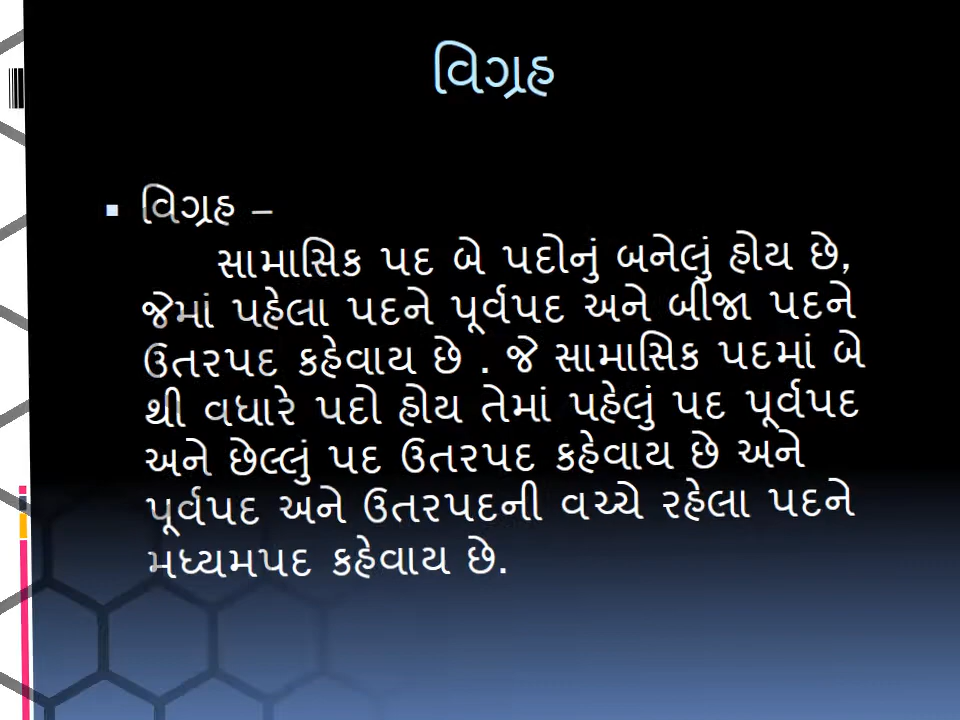 વિગ્રહ
▪ વિગ્રહ –
સામાસિક પદ બે પદોનું બનેલું હોય છે,
જેમાં પહેલા પદને પૂર્વપદ અને બીજા પદને
ઉતરપદ કહેવાય છે . જે સામાસિક પદમાં બે
થી વધારે પદો હોય તેમાં પહેલું પદ પૂર્વપદ
અને છેલ્લું પદ ઉતરપદ કહેવાય છે અને
પૂર્વપદ અને ઉતરપદની વચ્ચે રહેલા પદને
મધ્યમપદ કહેવાય છે.